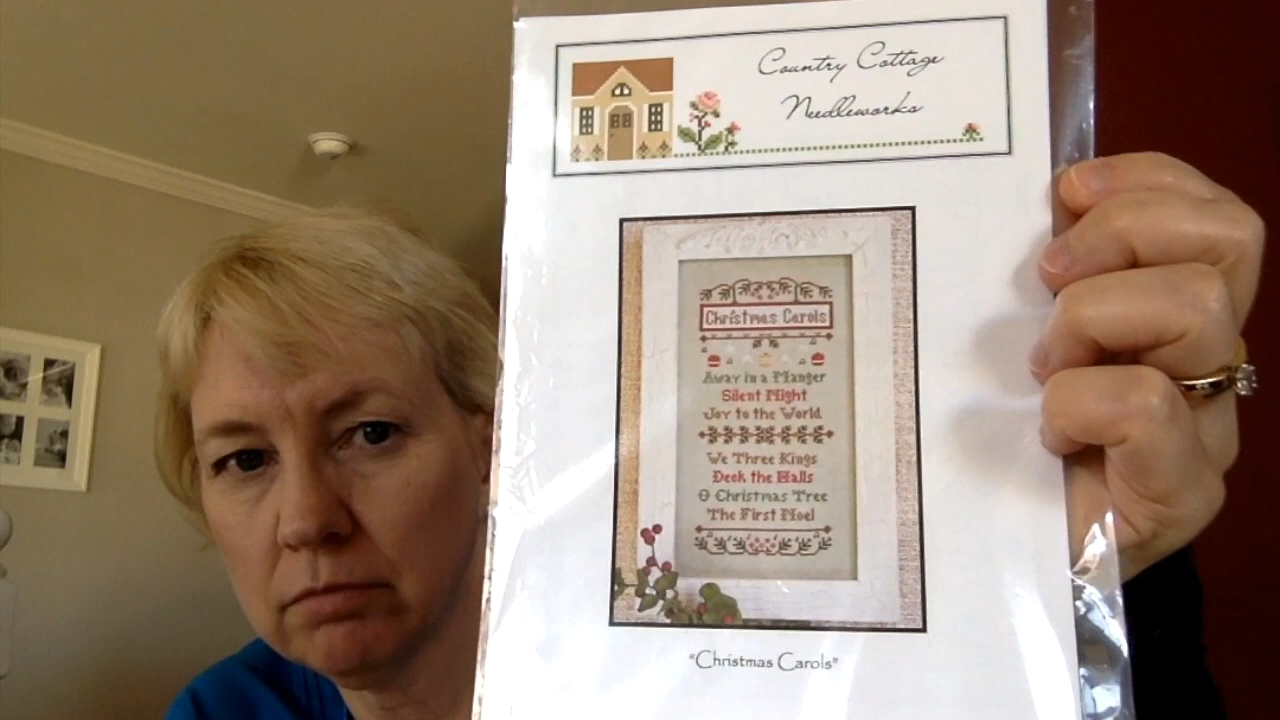 Country Cottage
Needleworks
Christmas Carols
Away in a Manger
Silent Night
Joy to the World
We Three Kings
Deck the Halls
O Christmas Tree
The First Noel
"Christmas Carols"